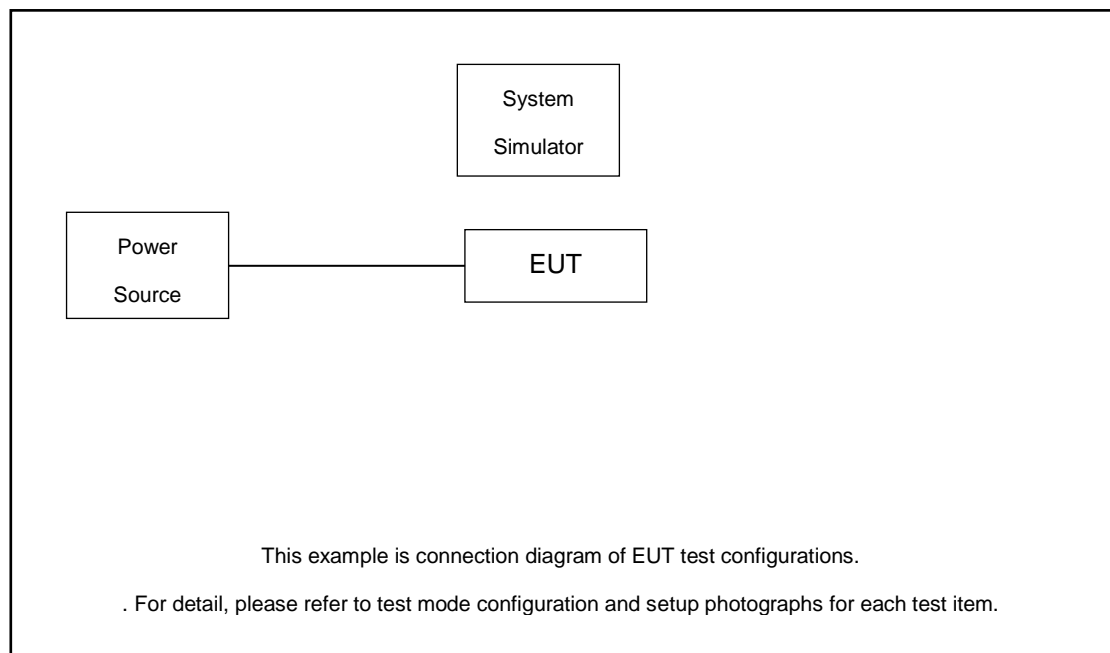 System
Simulator
Power
Source
EUT
This example is connection diagram of EUT test configurations.
. For detail, please refer to test mode configuration and setup photographs for each test item.